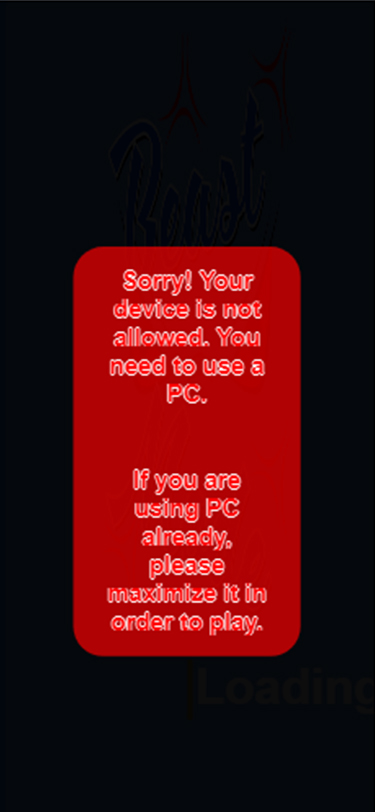 Beast
Sorry! Your
device is not
allowed. You
need to use a
PC.
If you are
using PC
already,
please
maximize it in
order to play.
Loading